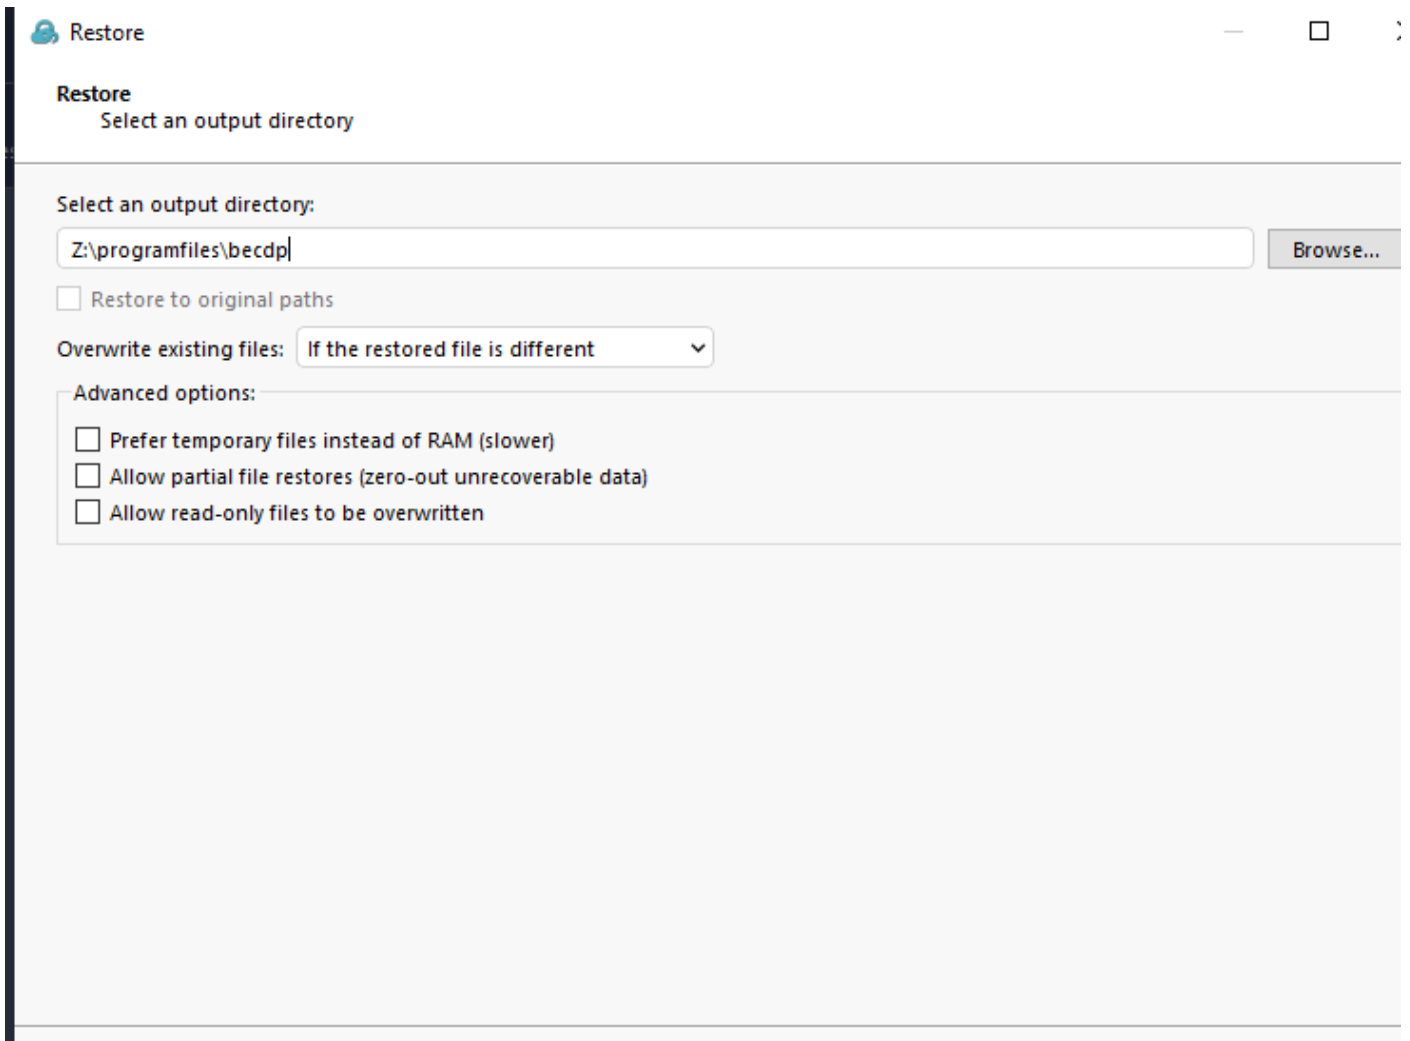 Restore
Restore
Select an output directory
Select an output directory:
Z:\programfiles\becdp
Browse...
Restore to original paths
Overwrite existing files: If the restored file is different
Advanced options:
Prefer temporary files instead of RAM (slower)
Allow partial file restores (zero-out unrecoverable data)
Allow read-only files to be overwritten